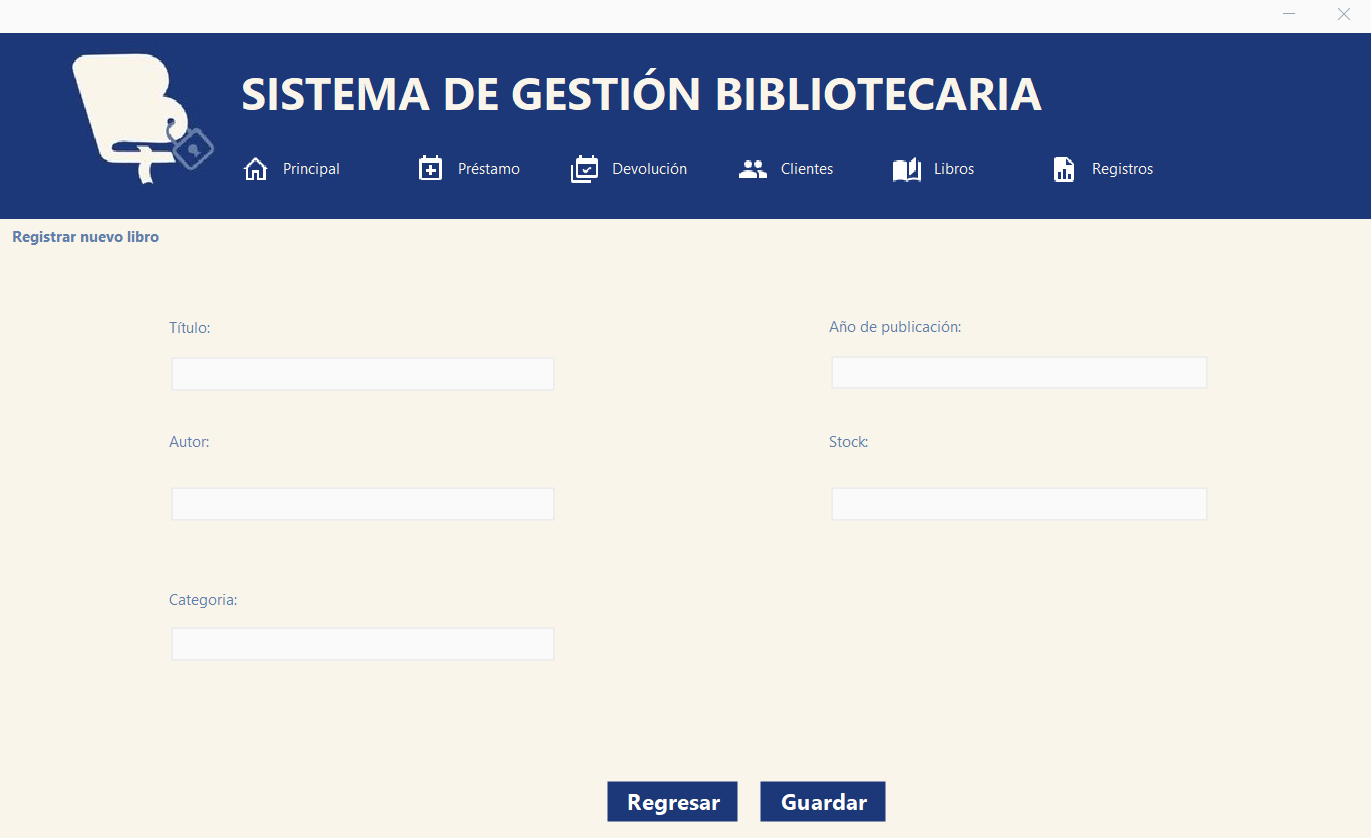 SISTEMA DE GESTIÓN BIBLIOTECARIA
Principal Préstamo Devolución Clientes Libros Registros
Registrar nuevo libro
Título: Año de publicación:
Autor: Stock:
Categoria:
Regresar Guardar